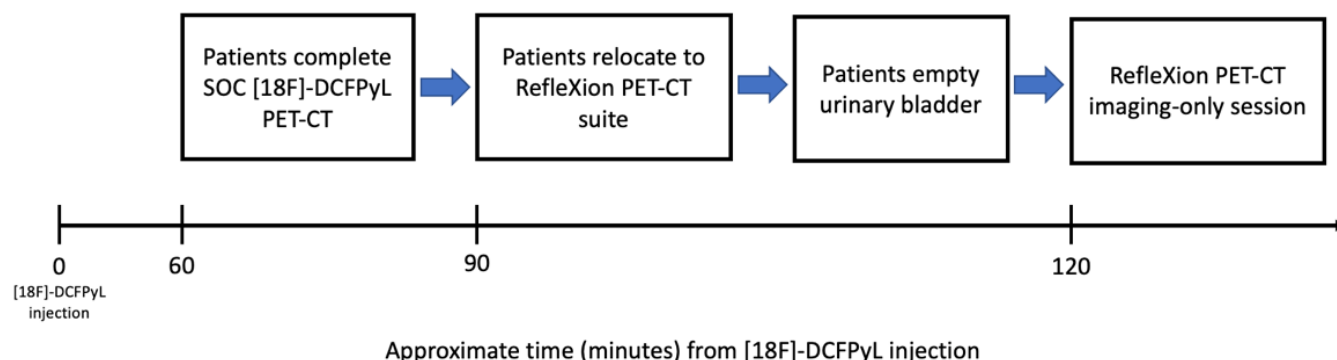 Patients complete
SOC [18F]-DCFPyL
PET-CT
Patients relocate to
RefleXion PET-CT
suite
Patients empty
urinary bladder
RefleXion PET-CT
imaging-only session
0
60
90
120
[18F]-DCFPyL
injection
Approximate time (minutes) from [18F]-DCFPyL injection